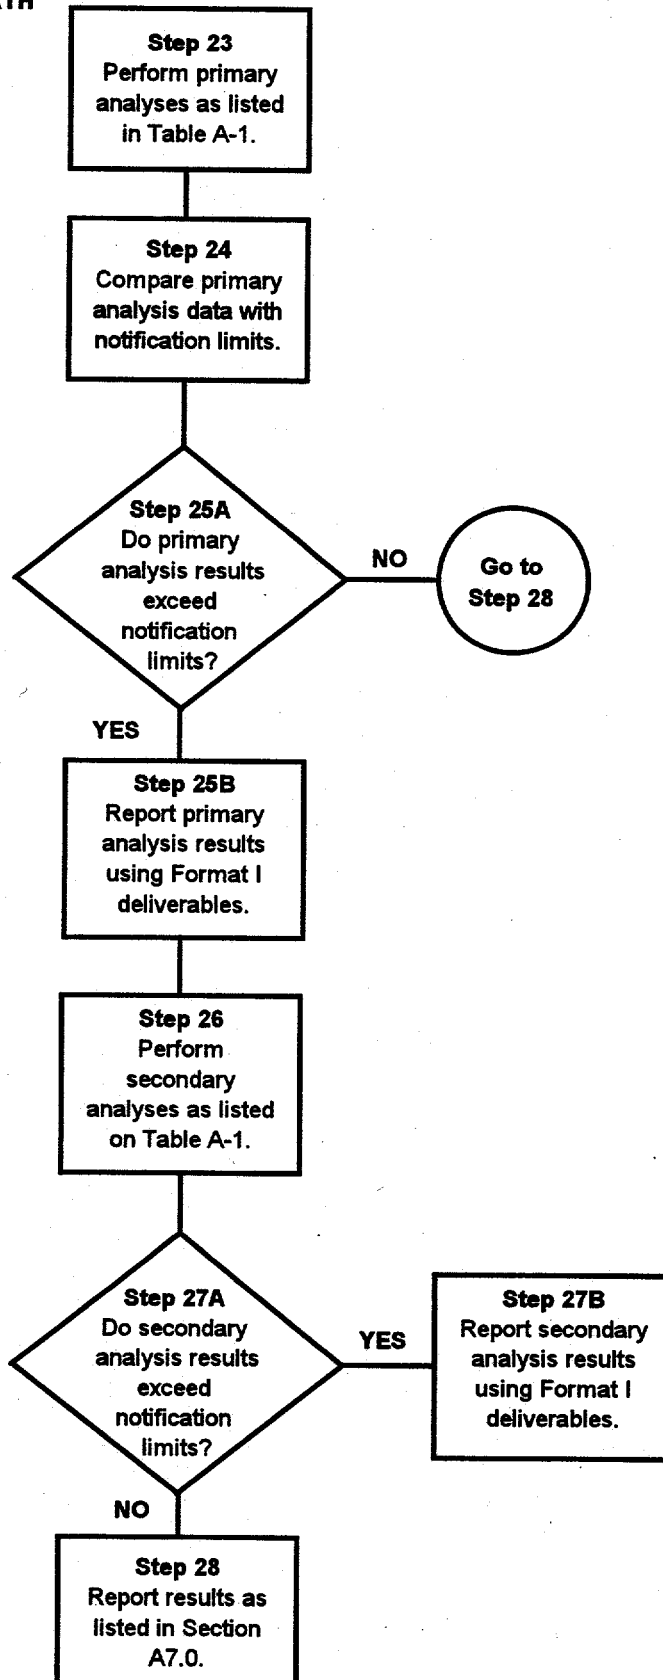 Step 23
Perform primary
analyses as listed
in Table A-1.
Step 24
Compare primary
analysis data with
notification limits.
Step 25A
Do primary
analysis results
exceed
notification
limits?
NO
Go to
Step 28
YES
Step 25B
Report primary
analysis results
using Format I
deliverables.
Step 26
Perform
secondary
analyses as listed
on Table A-1.
Step 27A
Do secondary
analysis results
exceed
notification
limits?
YES
Step 27B
Report secondary
analysis results
using Format I
deliverables.
NO
Step 28
Report results as
listed in Section
A7.0.